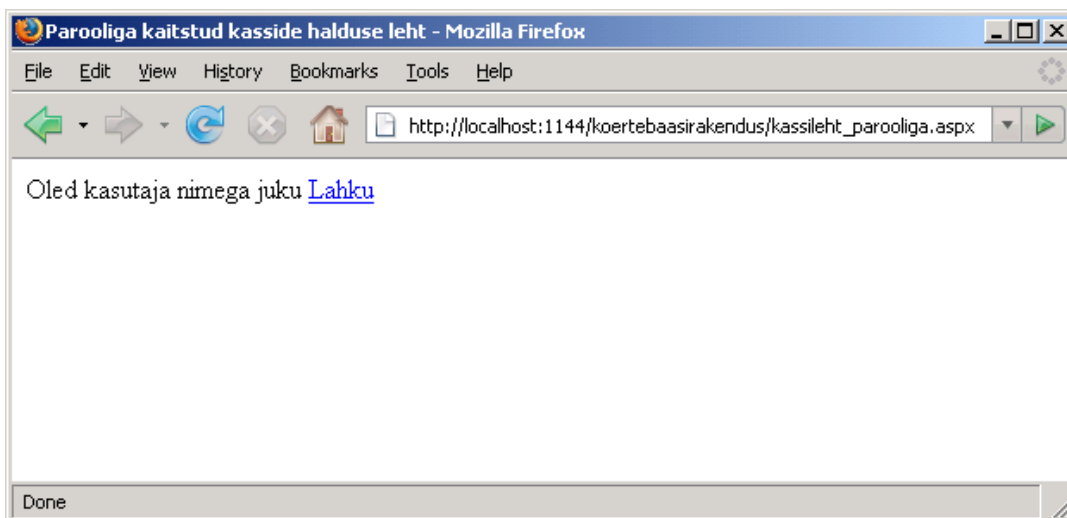 Parooliga kaitstud kasside halduse leht - Mozilla Firefox
File Edit View History Bookmarks Tools Help
http://localhost:1144/koertebaasirakendus/kassileht_parooliga.aspx
Oled kasutaja nimega juku Lahku
Done